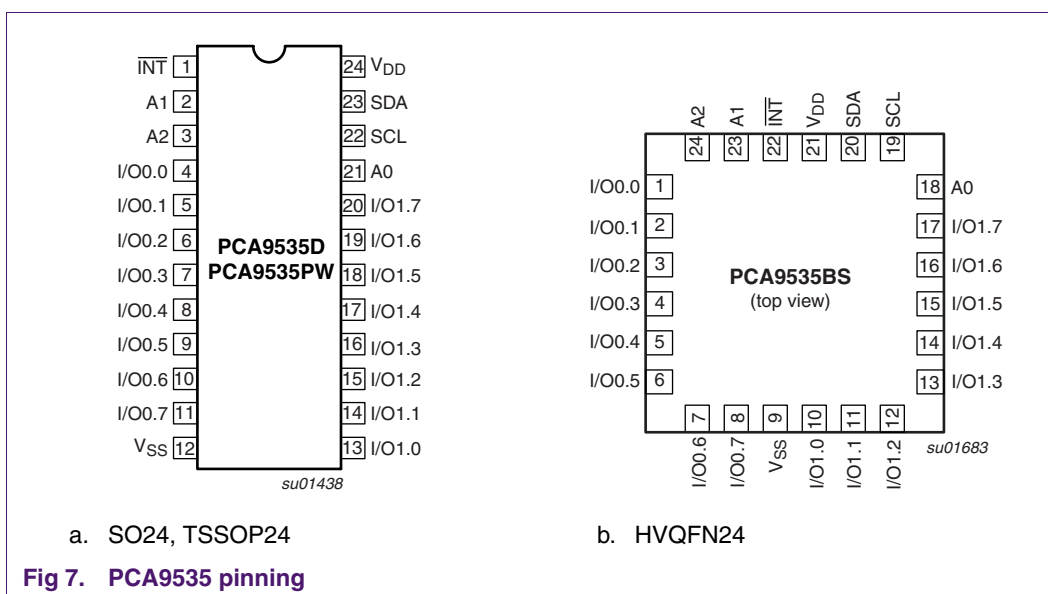 INT 1
A1 2
A2 3
I/O0.0 4
I/O0.1 5
I/O0.2 6
I/O0.3 7
I/O0.4 8
I/O0.5 9
I/O0.6 10
I/O0.7 11
VSS 12
PCA9535D
PCA9535PW
24 VDD
23 SDA
22 SCL
21 A0
20 I/O1.7
19 I/O1.6
18 I/O1.5
17 I/O1.4
16 I/O1.3
15 I/O1.2
14 I/O1.1
13 I/O1.0
su01438
a. SO24, TSSOP24
A2 24
A1 23
INT 22
VDD 21
SDA 20
SCL 19
I/O0.0 1
I/O0.1 2
I/O0.2 3
I/O0.3 4
I/O0.4 5
I/O0.5 6
PCA9535BS
(top view)
18 A0
17 I/O1.7
16 I/O1.6
15 I/O1.5
14 I/O1.4
13 I/O1.3
7 I/O0.6
8 I/O0.7
9 VSS
10 I/O1.0
11 I/O1.1
12 I/O1.2
su01683
b. HVQFN24
Fig 7. PCA9535 pinning